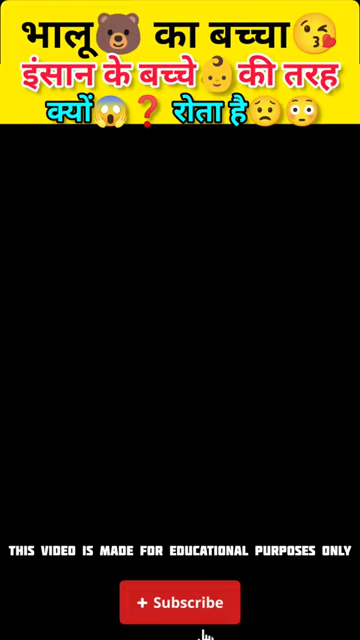 भालू🐻 का बच्चा😘
इंसान के बच्चे👶की तरह
क्यों😱❓ रोता है😟😳
THIS VIDEO IS MADE FOR EDUCATIONAL PURPOSES ONLY
+ Subscribe